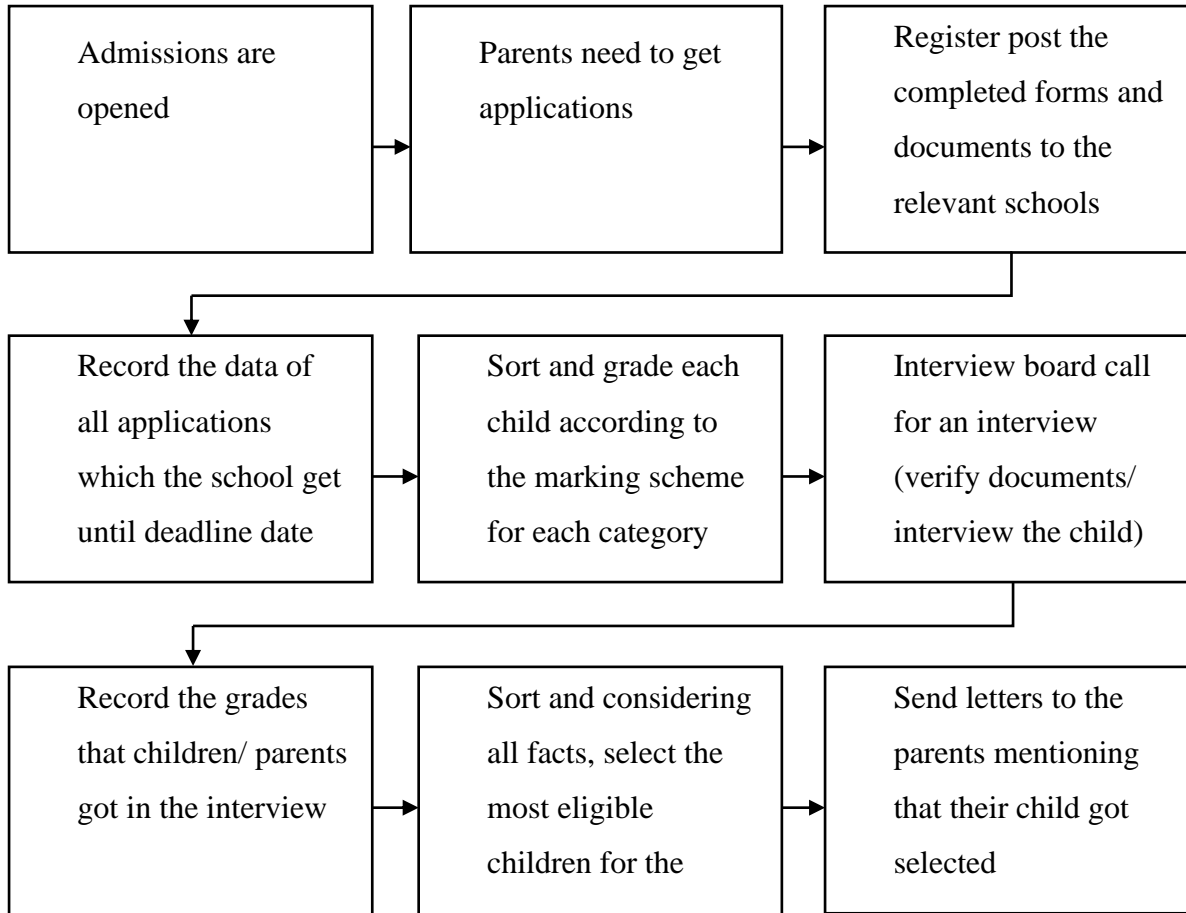 Admissions are
opened
Parents need to get
applications
Register post the
completed forms and
documents to the
relevant schools
Record the data of
all applications
which the school get
until deadline date
Sort and grade each
child according to
the marking scheme
for each category
Interview board call
for an interview
(verify documents/
interview the child)
Record the grades
that children/ parents
got in the interview
Sort and considering
all facts, select the
most eligible
children for the
Send letters to the
parents mentioning
that their child got
selected